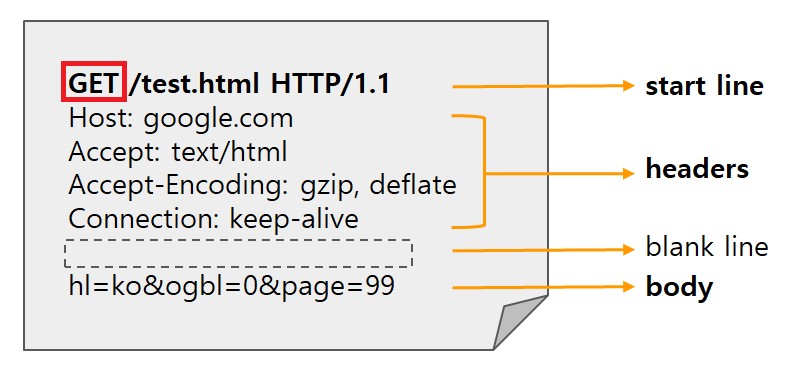 GET /test.html HTTP/1.1
start line
Host: google.com
Accept: text/html
Accept-Encoding: gzip, deflate
Connection: keep-alive
headers
blank line
hl=ko&ogbl=0&page=99
body